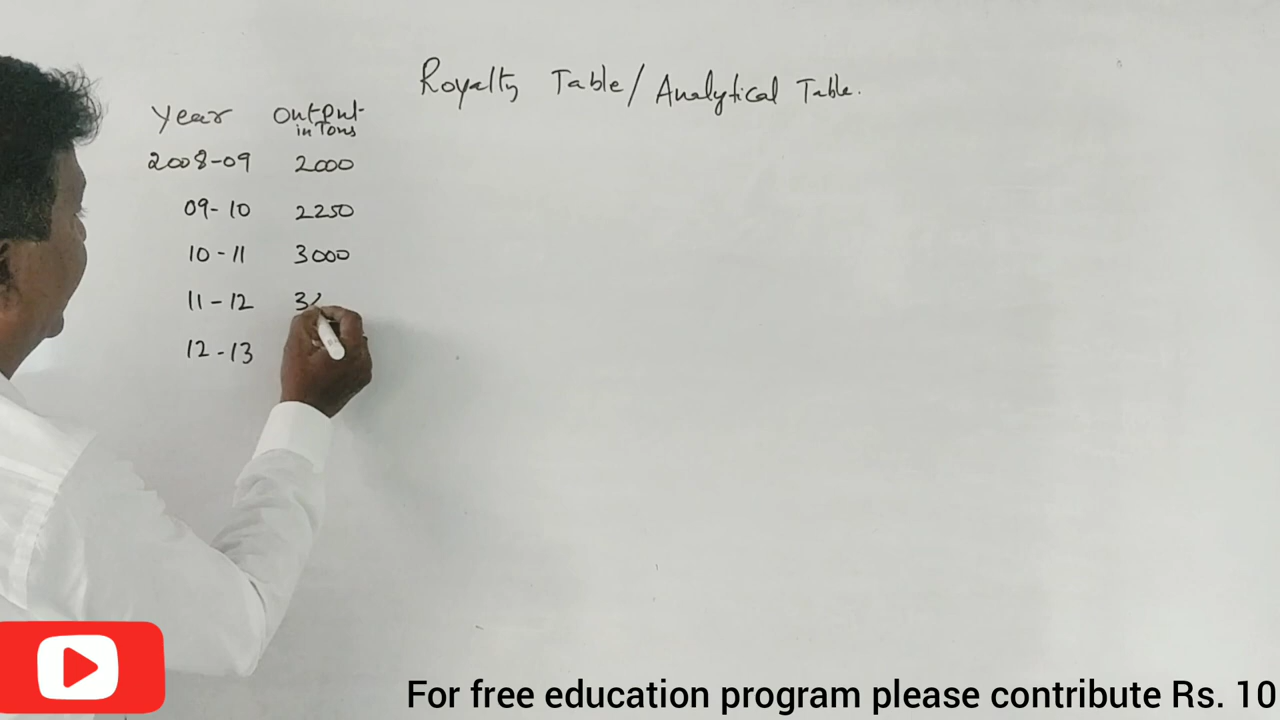 Royalty Table/Analytical Table.
Year Output in Tons
2008-09 2000
09-10 2250
10-11 3000
11-12
12-13
For free education program please contribute Rs. 10